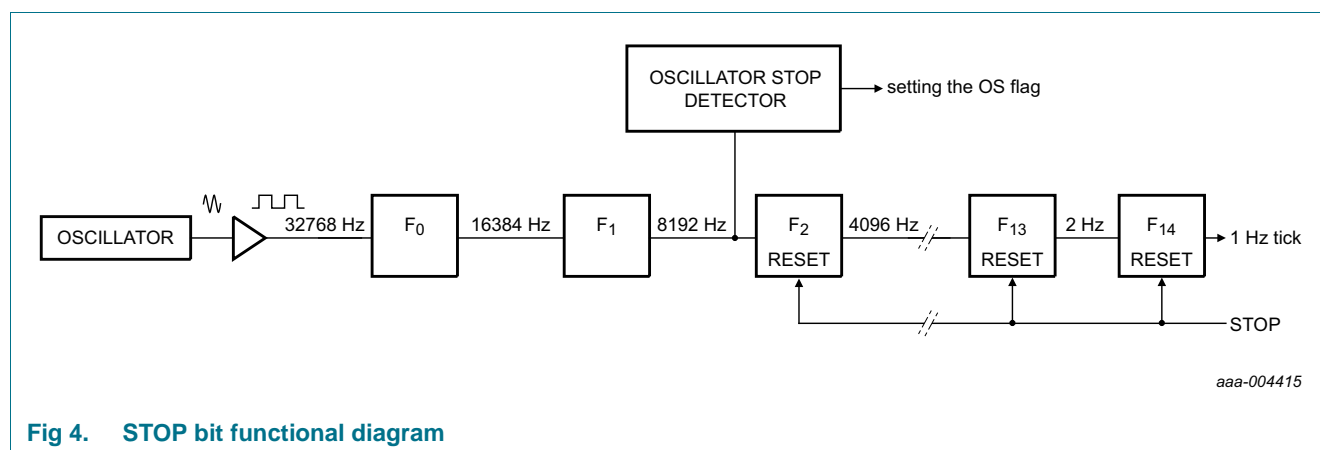 OSCILLATOR STOP
DETECTOR
setting the OS flag
OSCILLATOR
32768 Hz
F0
16384 Hz
F1
8192 Hz
F2
RESET
4096 Hz
F13
RESET
2 Hz
F14
RESET
1 Hz tick
STOP
aaa-004415
Fig 4. STOP bit functional diagram